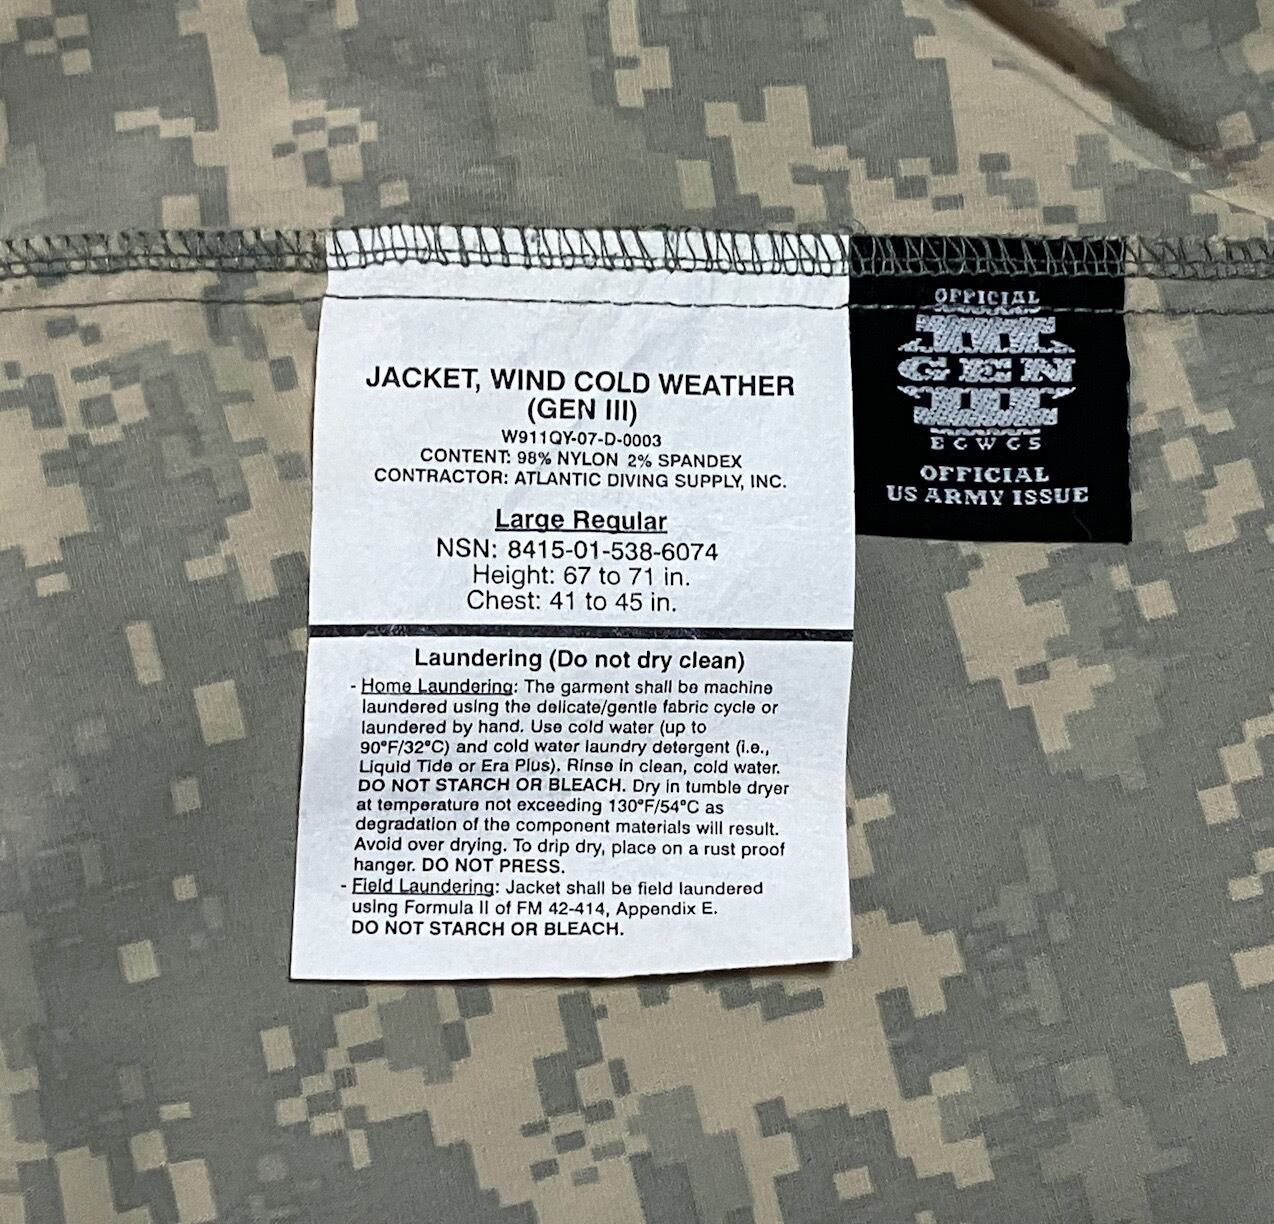 JACKET, WIND COLD WEATHER
(GEN III)
W911QY-07-D-0003
CONTENT: 98% NYLON 2% SPANDEX
CONTRACTOR: ATLANTIC DIVING SUPPLY, INC.
Large Regular
NSN: 8415-01-538-6074
Height: 67 to 71 in.
Chest: 41 to 45 in.
Laundering (Do not dry clean)
- Home Laundering: The garment shall be machine
laundered using the delicate/gentle fabric cycle or
laundered by hand. Use cold water (up to
90°F/32°C) and cold water laundry detergent (i.e.,
Liquid Tide or Era Plus). Rinse in clean, cold water.
DO NOT STARCH OR BLEACH. Dry in tumble dryer
at temperature not exceeding 130°F/54°C as
degradation of the component materials will result.
Avoid over drying. To drip dry, place on a rust proof
hanger. DO NOT PRESS.
- Field Laundering: Jacket shall be field laundered
using Formula II of FM 42-414, Appendix E.
DO NOT STARCH OR BLEACH.
OFFICIAL
III
GEN
III
ECWCS
OFFICIAL
US ARMY ISSUE